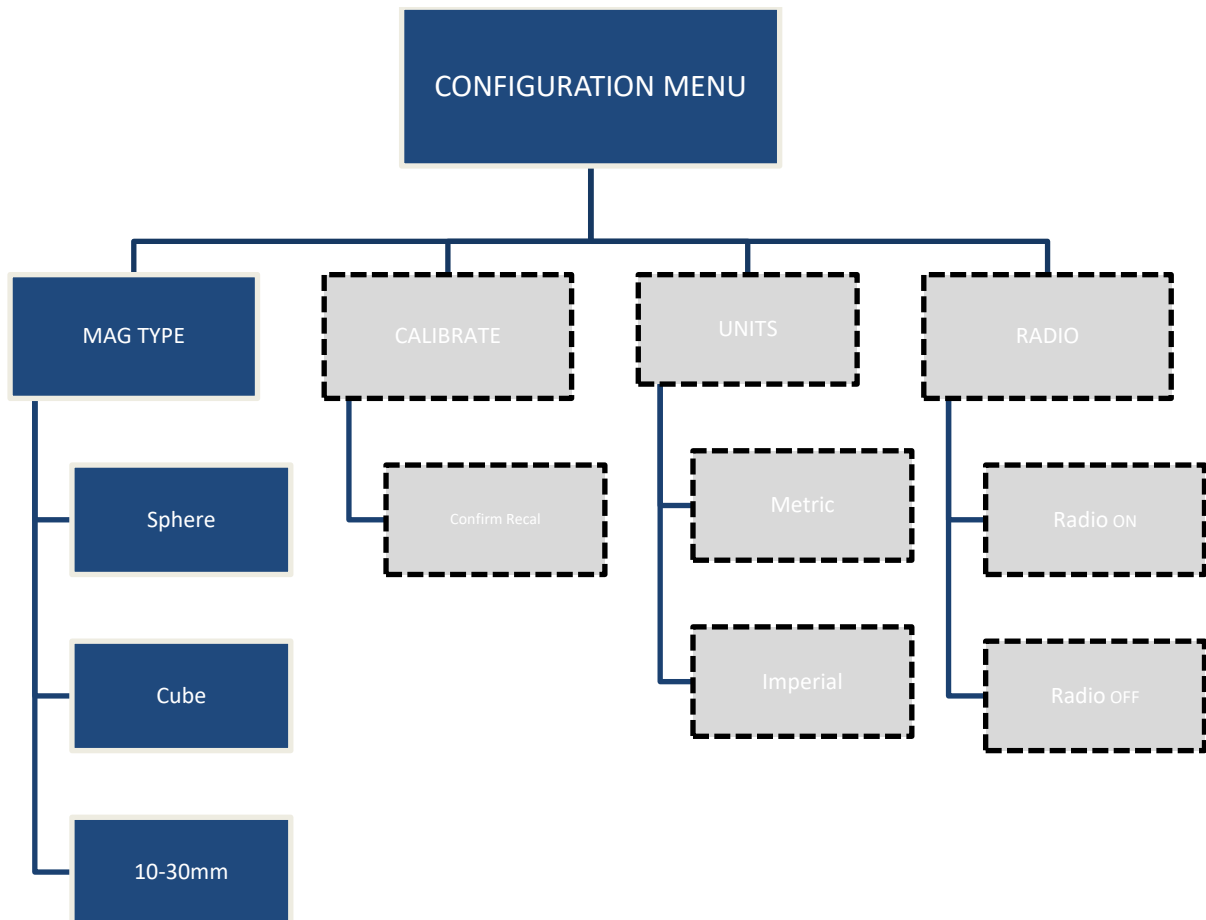 CONFIGURATION MENU
MAG TYPE
CALIBRATE
UNITS
RADIO
Sphere
Confirm Recal
Metric
Radio ON
Cube
Imperial
Radio OFF
10-30mm